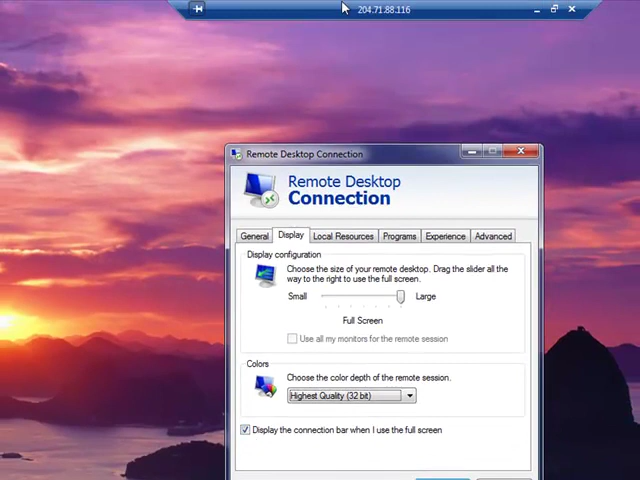 204.71.88.116
Remote Desktop Connection
Remote Desktop
Connection
General Display Local Resources Programs Experience Advanced
Display configuration
Choose the size of your remote desktop. Drag the slider all the
way to the right to use the full screen.
Small Large
Full Screen
Use all my monitors for the remote session
Colors
Choose the color depth of the remote session.
Highest Quality (32 bit)
Display the connection bar when I use the full screen